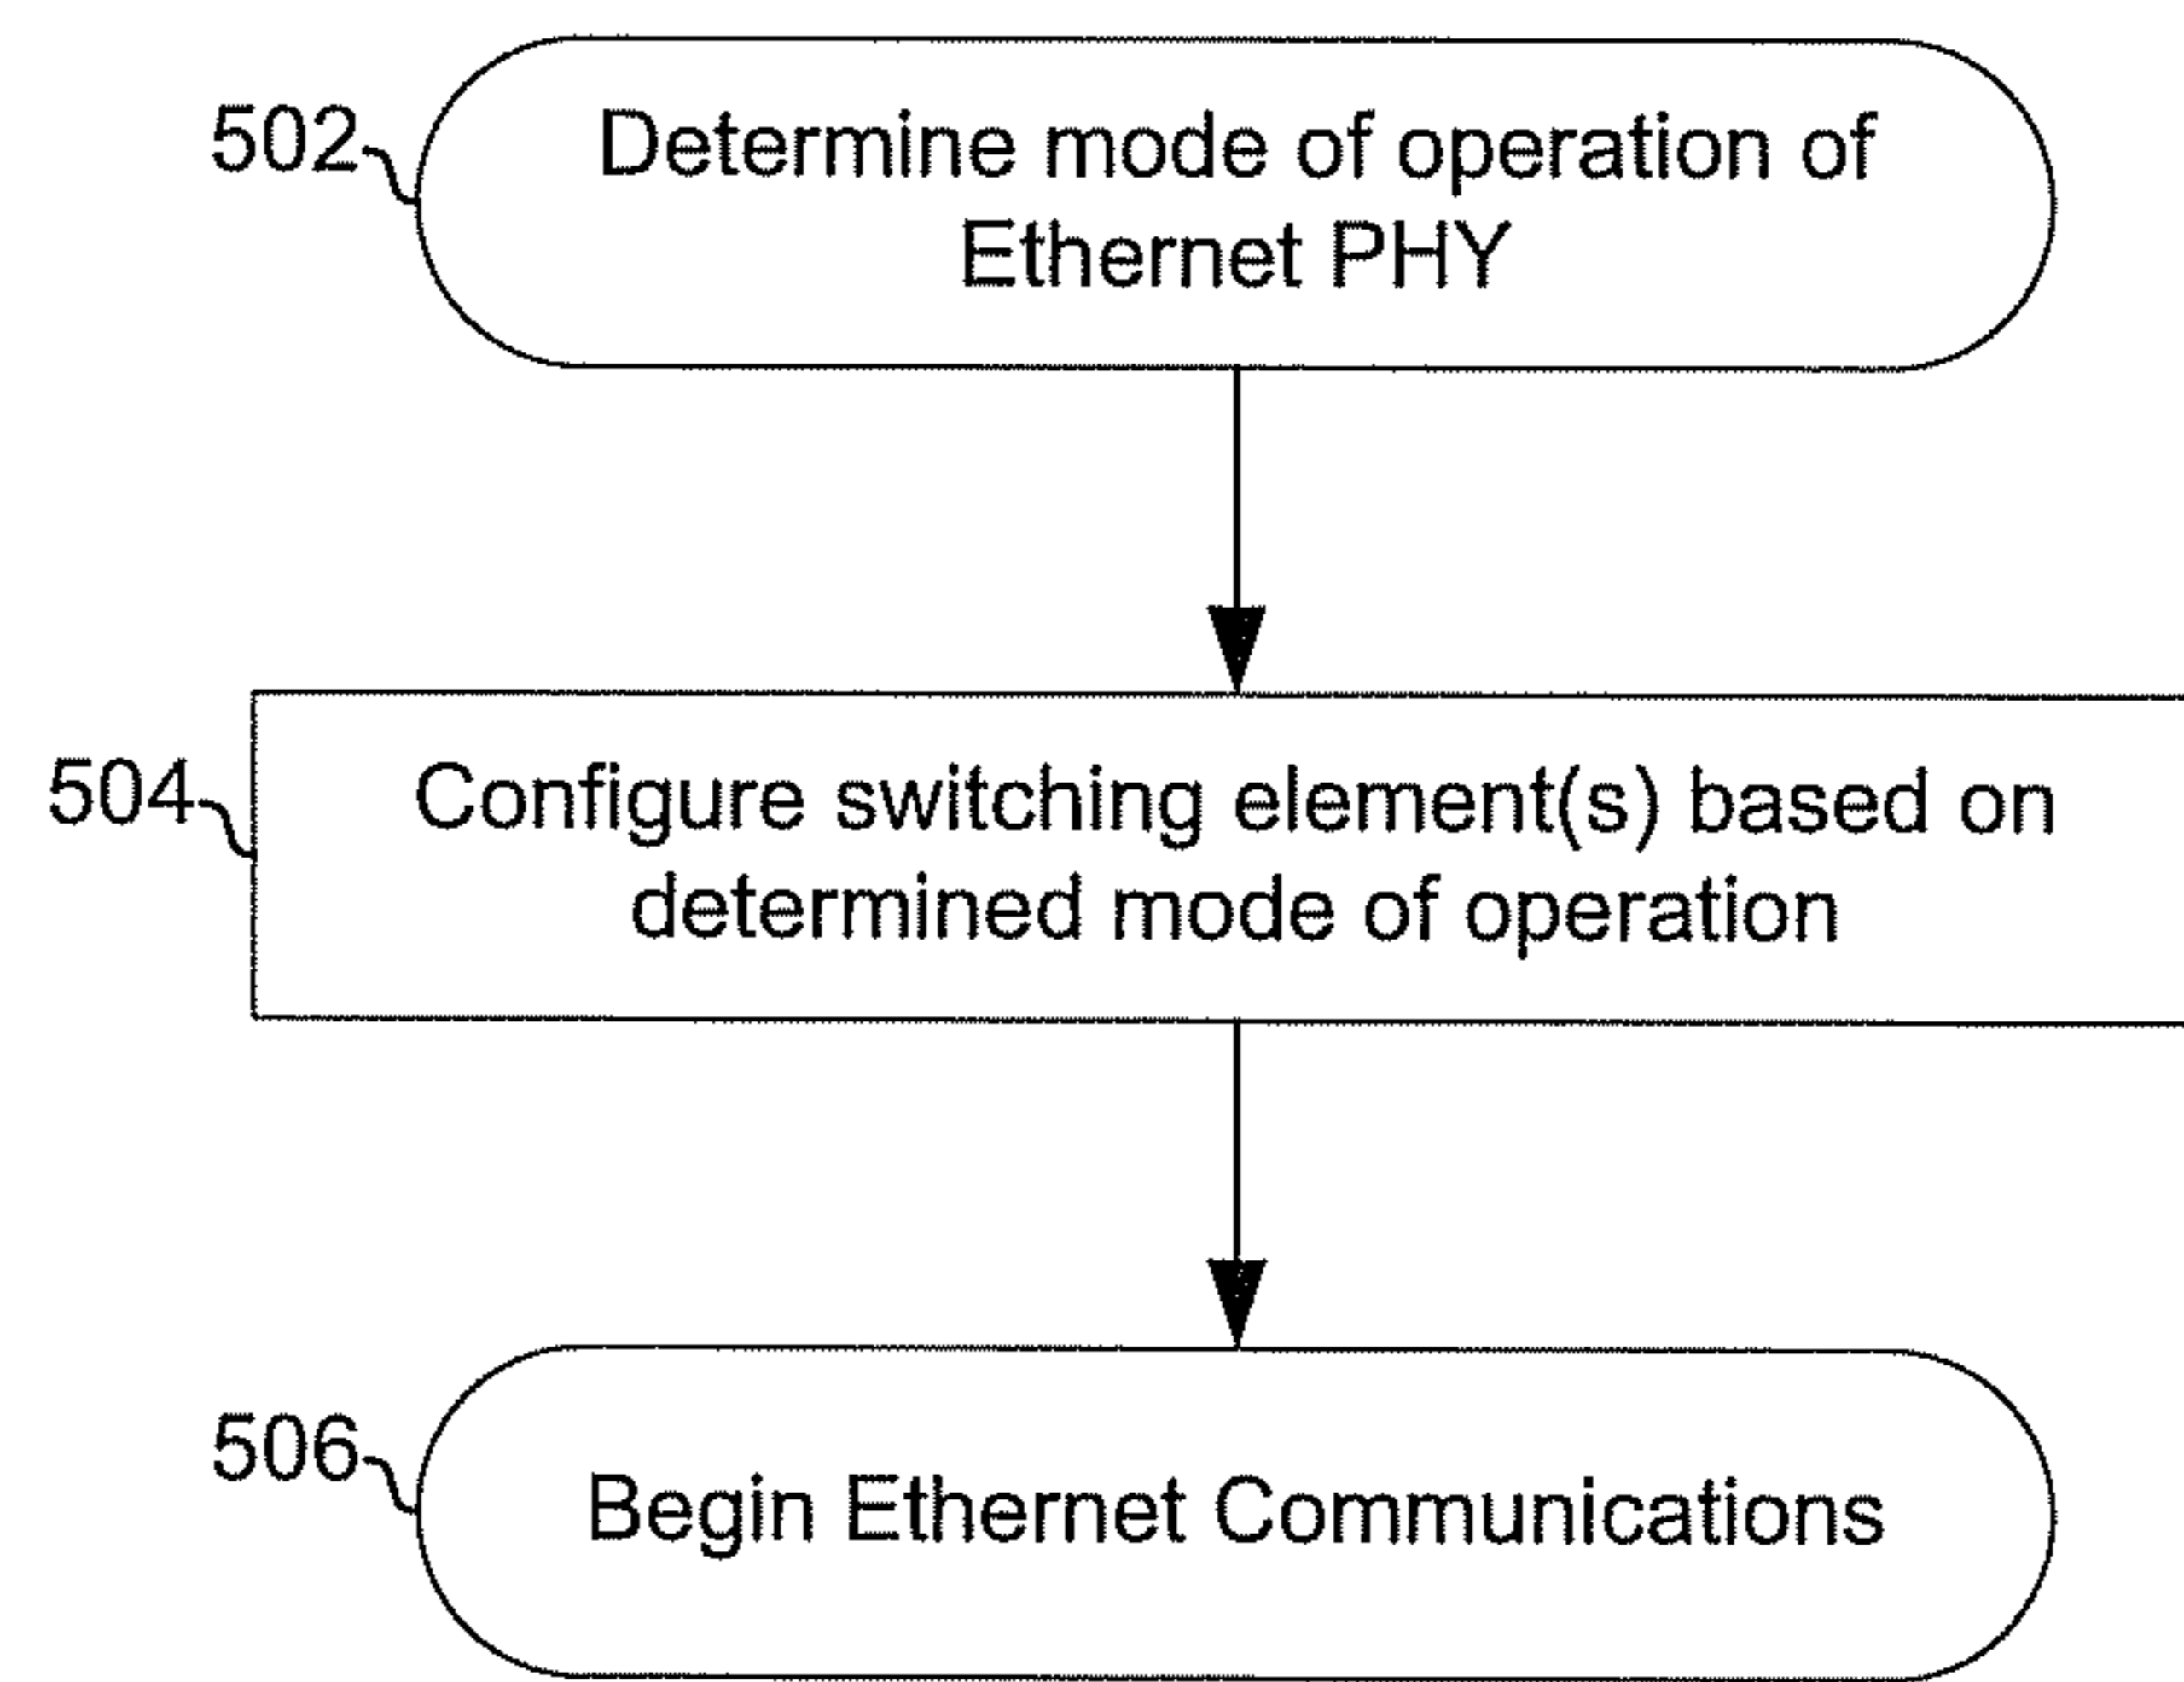 502
Determine mode of operation of
Ethernet PHY
504
Configure switching element(s) based on
determined mode of operation
506
Begin Ethernet Communications